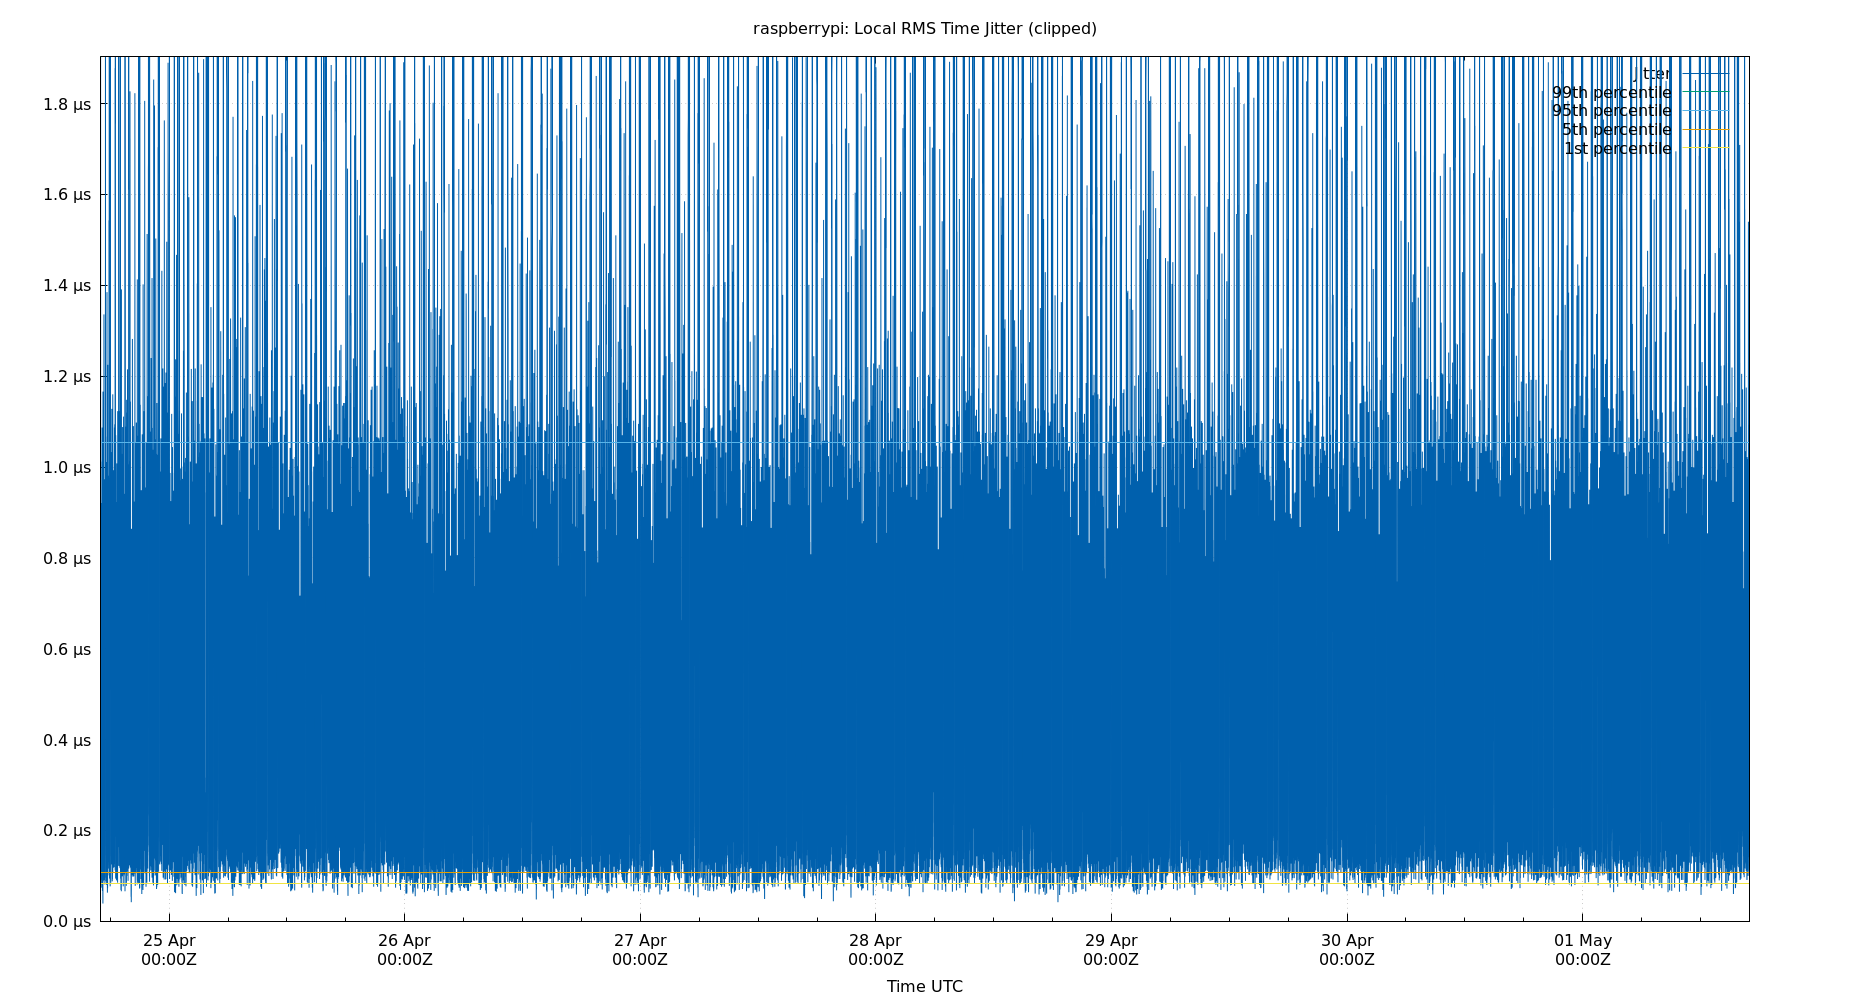 raspberrypi: Local RMS Time Jitter (clipped)
jitter
99th percentile
95th percentile
5th percentile
1st percentile
1.8 µs
1.6 µs
1.4 µs
1.2 µs
1.0 µs
0.8 µs
0.6 µs
0.4 µs
0.2 µs
0.0 µs
25 Apr 26 Apr 27 Apr 28 Apr 29 Apr 30 Apr 01 May
00:00Z 00:00Z 00:00Z 00:00Z 00:00Z 00:00Z 00:00Z
Time UTC